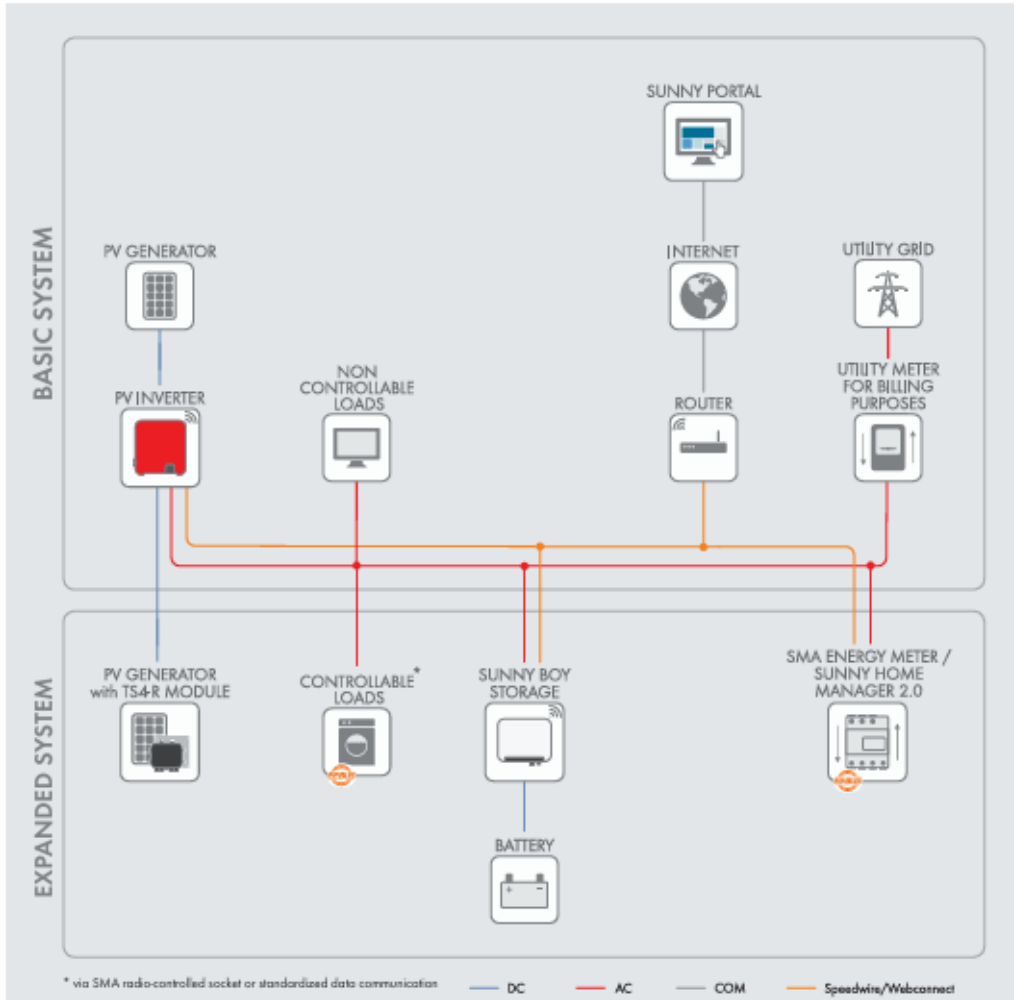 SUNNY PORTAL
PV GENERATOR
INTERNET
UTILITY GRID
BASIC SYSTEM
PV INVERTER
NON
CONTROLLABLE
LOADS
ROUTER
UTILITY METER
FOR BILLING
PURPOSES
PV GENERATOR
with TS4-R MODULE
CONTROLLABLE*
LOADS
SUNNY BOY
STORAGE
SMA ENERGY METER /
SUNNY HOME
MANAGER 2.0
EXPANDED SYSTEM
BATTERY
* via SMA radio-controlled socket or standardized data communication
DC
AC
COM
Speedwire/Webconnect